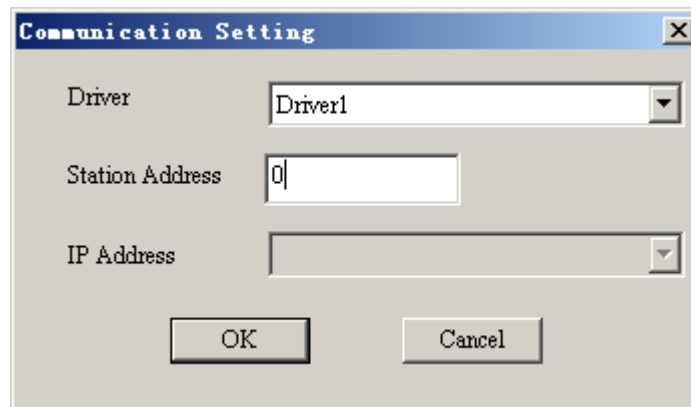 Communication Setting
Driver
Driver1
Station Address
0
IP Address
OK
Cancel